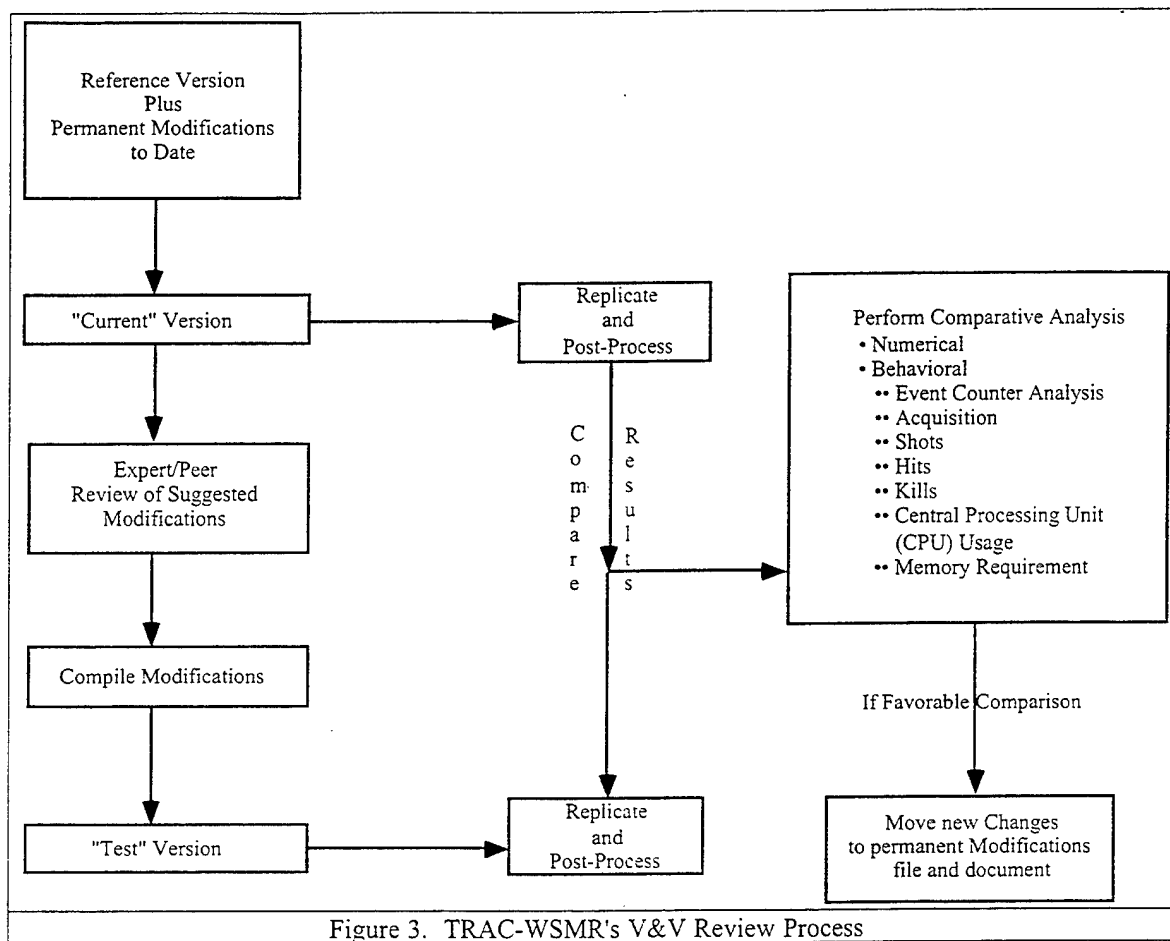 Reference Version
Plus
Permanent Modifications
to Date
"Current" Version
Replicate
and
Post-Process
Expert/Peer
Review of Suggested
Modifications
Compare
Results
Compile Modifications
"Test" Version
Replicate
and
Post-Process
Perform Comparative Analysis
• Numerical
• Behavioral
•• Event Counter Analysis
•• Acquisition
•• Shots
•• Hits
•• Kills
•• Central Processing Unit
(CPU) Usage
•• Memory Requirement
If Favorable Comparison
Move new Changes
to permanent Modifications
file and document
Figure 3. TRAC-WSMR's V&V Review Process